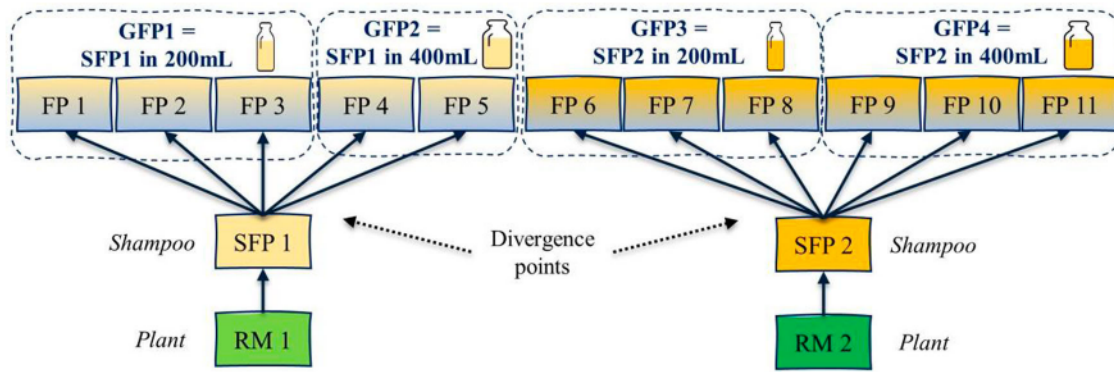 GFP1 =
SFP1 in 200mL
GFP2 =
SFP1 in 400mL
GFP3 =
SFP2 in 200mL
GFP4 =
SFP2 in 400mL
FP 1
FP 2
FP 3
FP 4
FP 5
FP 6
FP 7
FP 8
FP 9
FP 10
FP 11
Shampoo
SFP 1
Divergence
points
SFP 2
Shampoo
Plant
RM 1
RM 2
Plant